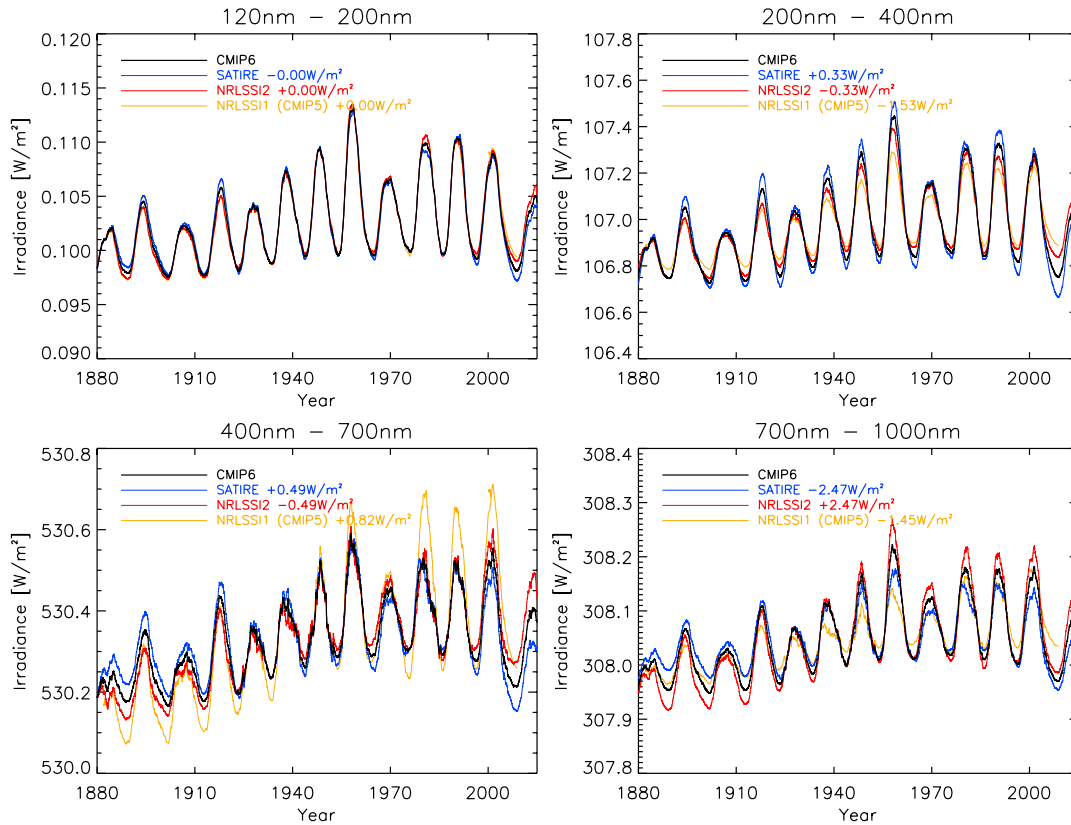 120nm − 200nm
0.120
0.115
0.110
0.105
0.100
0.095
0.090
Irradiance [W/m²]
CMIP6
SATIRE −0.00W/m²
NRLSSI2 +0.00W/m²
NRLSSI1 (CMIP5) +0.00W/m²
1880 1910 1940 1970 2000
Year
200nm − 400nm
107.8
107.6
107.4
107.2
107.0
106.8
106.6
106.4
Irradiance [W/m²]
CMIP6
SATIRE +0.33W/m²
NRLSSI2 −0.33W/m²
NRLSSI1 (CMIP5) −1.53W/m²
1880 1910 1940 1970 2000
Year
400nm − 700nm
530.8
530.6
530.4
530.2
530.0
Irradiance [W/m²]
CMIP6
SATIRE +0.49W/m²
NRLSSI2 −0.49W/m²
NRLSSI1 (CMIP5) +0.82W/m²
1880 1910 1940 1970 2000
Year
700nm − 1000nm
308.4
308.3
308.2
308.1
308.0
307.9
307.8
Irradiance [W/m²]
CMIP6
SATIRE −2.47W/m²
NRLSSI2 +2.47W/m²
NRLSSI1 (CMIP5) −1.45W/m²
1880 1910 1940 1970 2000
Year